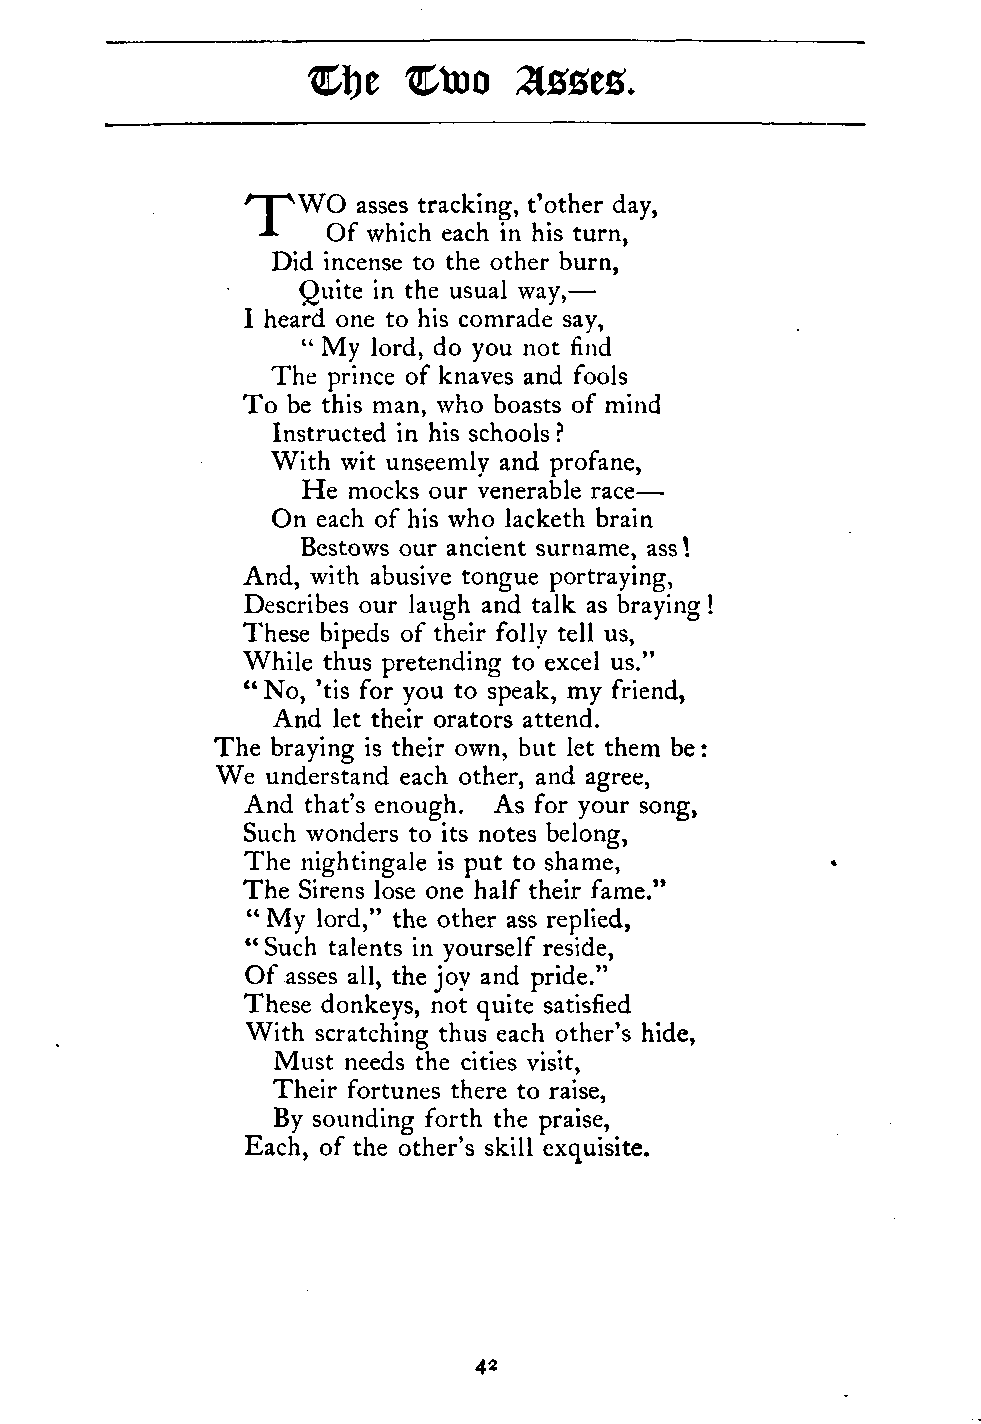 The Two Asses.
TWO asses tracking, t'other day,
Of which each in his turn,
Did incense to the other burn,
Quite in the usual way,—
I heard one to his comrade say,
“ My lord, do you not find
The prince of knaves and fools
To be this man, who boasts of mind
Instructed in his schools ?
With wit unseemly and profane,
He mocks our venerable race—
On each of his who lacketh brain
Bestows our ancient surname, ass !
And, with abusive tongue portraying,
Describes our laugh and talk as braying !
These bipeds of their folly tell us,
While thus pretending to excel us.”
“ No, 'tis for you to speak, my friend,
And let their orators attend.
The braying is their own, but let them be :
We understand each other, and agree,
And that's enough. As for your song,
Such wonders to its notes belong,
The nightingale is put to shame,
The Sirens lose one half their fame.”
“ My lord,” the other ass replied,
“ Such talents in yourself reside,
Of asses all, the joy and pride.”
These donkeys, not quite satisfied
With scratching thus each other's hide,
Must needs the cities visit,
Their fortunes there to raise,
By sounding forth the praise,
Each, of the other's skill exquisite.
42